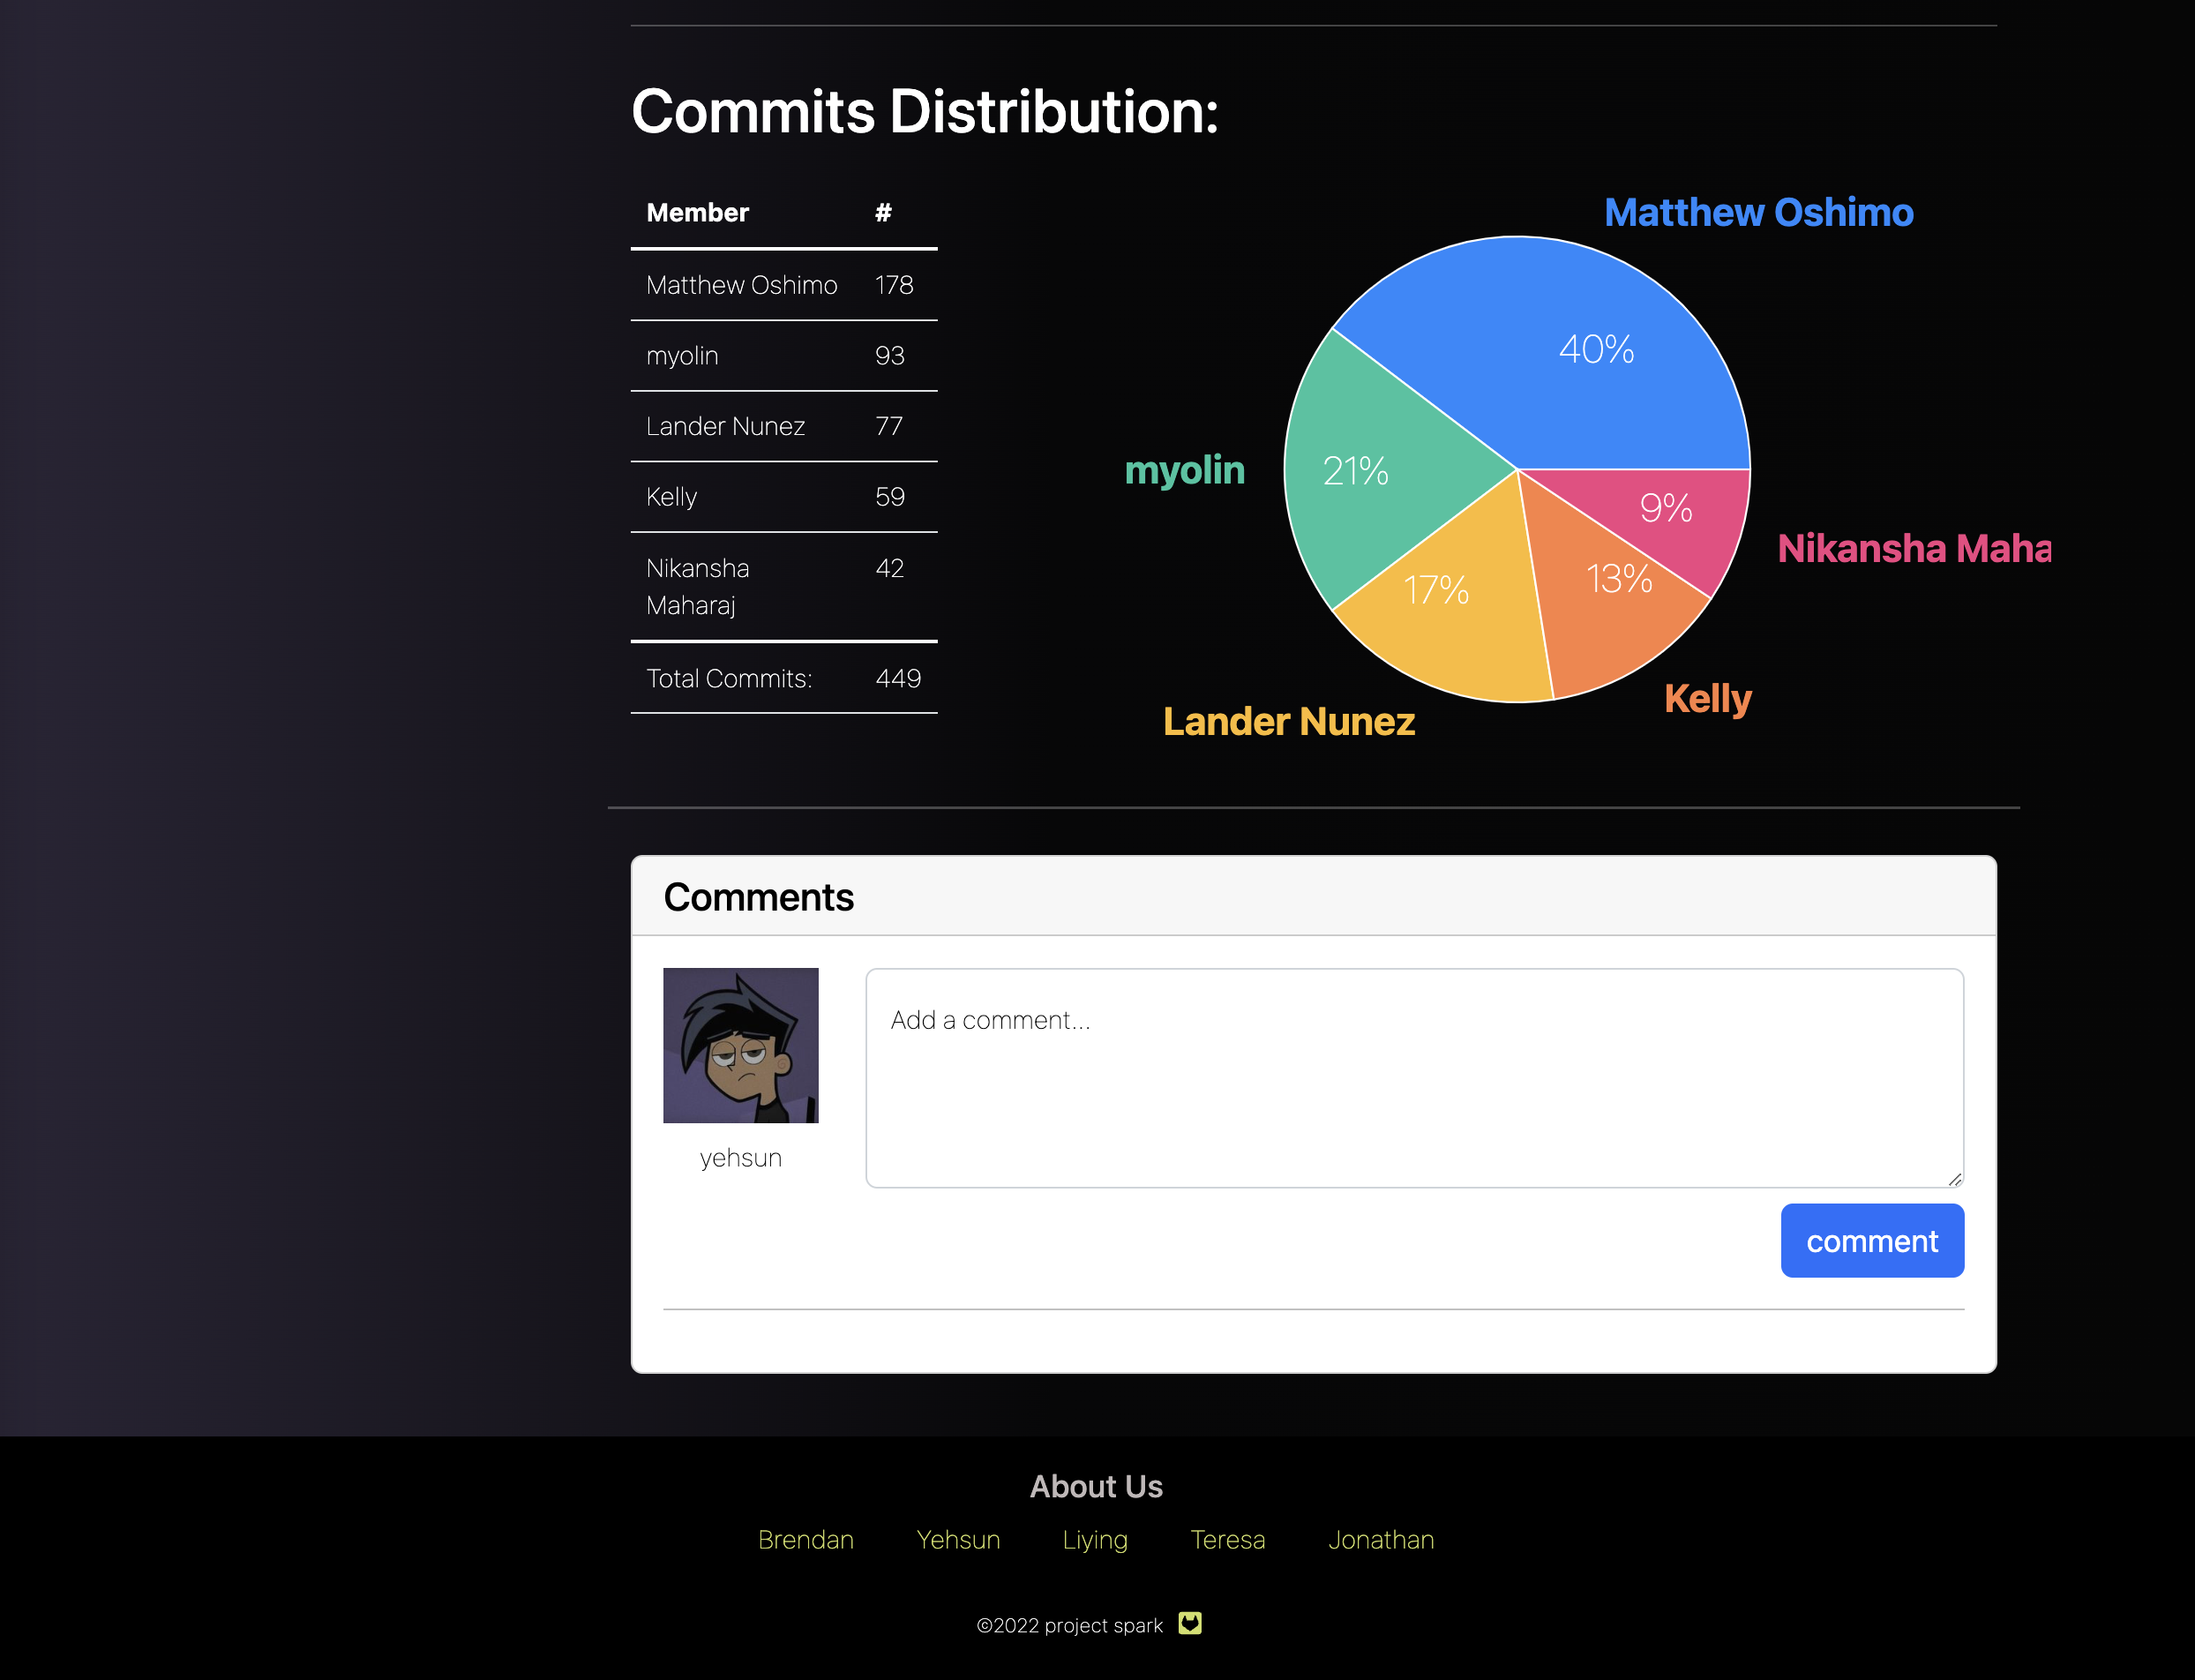 Commits Distribution:
Member #
Matthew Oshimo 178
myolin 93
Lander Nunez 77
Kelly 59
Nikansha 42
Maharaj
Total Commits: 449
Matthew Oshimo
40%
myolin
21%
9%
Nikansha Maha
17%
13%
Kelly
Lander Nunez
Comments
Add a comment...
yehsun
comment
About Us
Brendan Yehsun Liying Teresa Jonathan
©2022 project spark